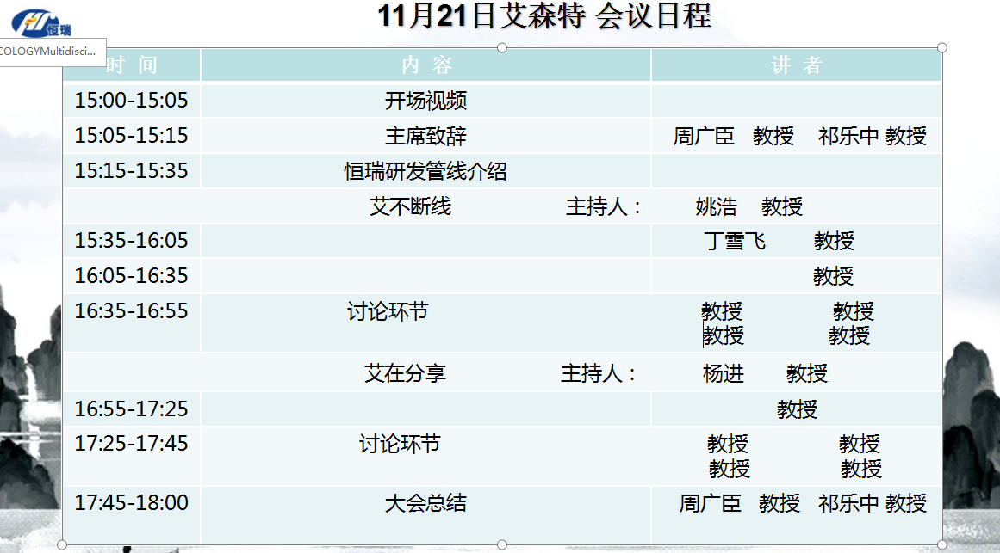 11月21日艾森特 会议日程
恒瑞
COLOGYMultidisci...
时 间 内 容 讲 者
15:00-15:05 开场视频
15:05-15:15 主席致辞 周广臣 教授 祁乐中 教授
15:15-15:35 恒瑞研发管线介绍
艾不断线 主持人： 姚浩 教授
15:35-16:05 丁雪飞 教授
16:05-16:35 教授
16:35-16:55 讨论环节 教授 教授
教授 教授
艾在分享 主持人： 杨进 教授
16:55-17:25 教授
17:25-17:45 讨论环节 教授 教授
教授 教授
17:45-18:00 大会总结 周广臣 教授 祁乐中 教授